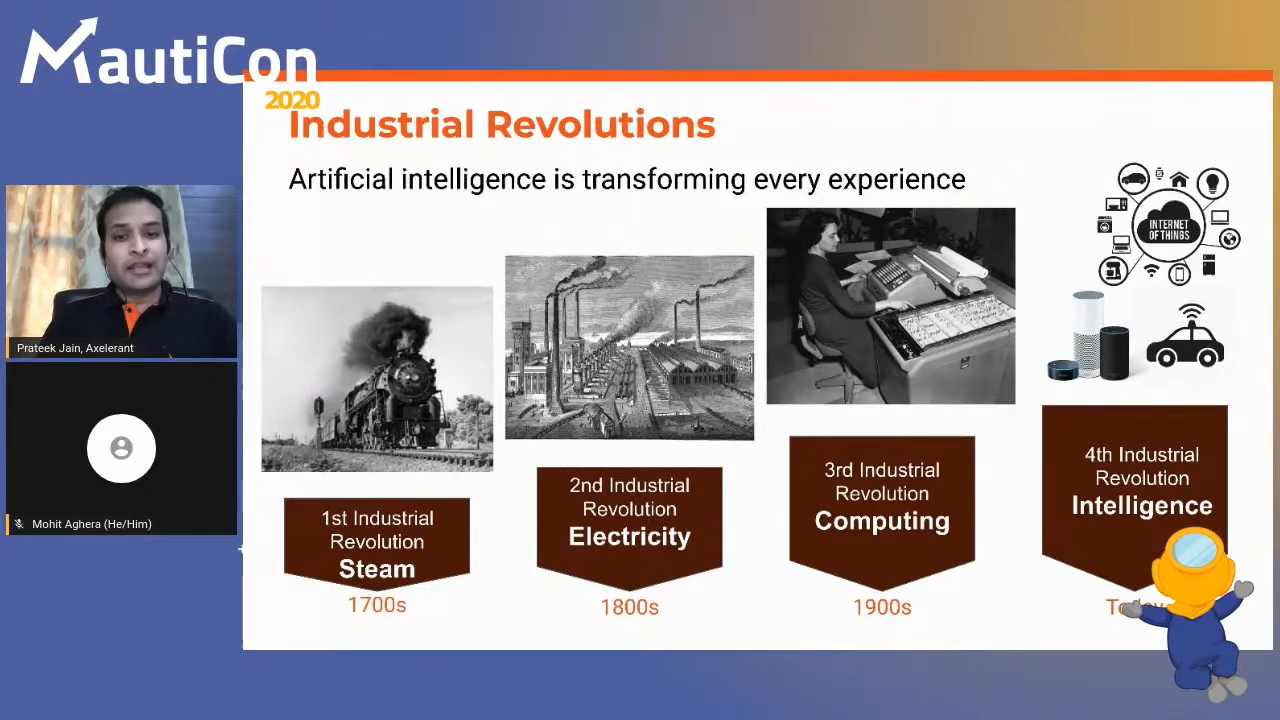 MautiCon
2020
Industrial Revolutions
Artificial intelligence is transforming every experience
INTERNET
OF THINGS
Prateek Jain, Axelerant
Mohit Aghera (He/Him)
1st Industrial
Revolution
Steam
1700s
2nd Industrial
Revolution
Electricity
1800s
3rd Industrial
Revolution
Computing
1900s
4th Industrial
Revolution
Intelligence
Today